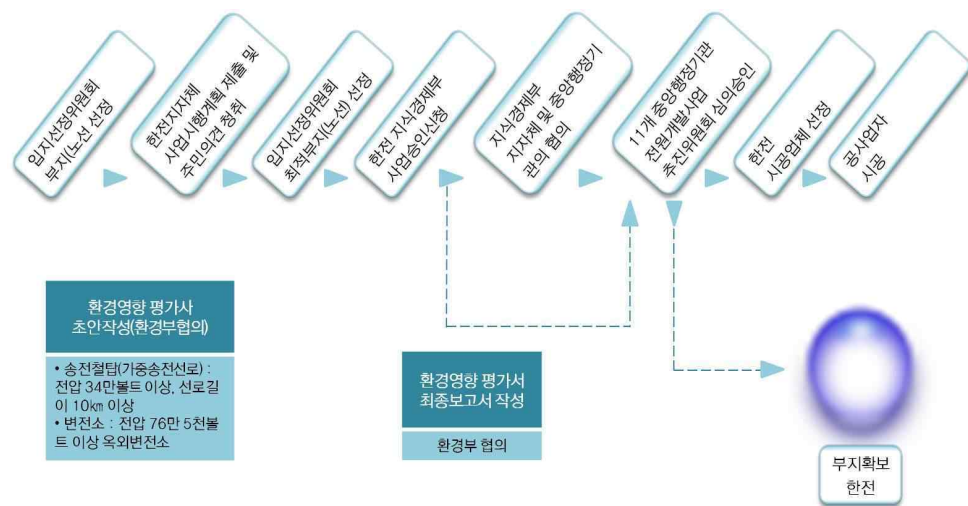 입지선정위원회
부지(노선 선정
한전지자체
사업시행계획 제출 및
주민의견 청취
입지선정위원회
최적부지(노선) 선정
한전 지식경제부
사업승인신청
지식경제부
지자체 및 중앙행정기
관의 협의
11개 중앙행정기관
전원개발사업
추진위원회 심의승인
한전
시공업체 선정
공사업자
시공
환경영향 평가사
초안작성(환경부협의)
• 송전철탑(가중송전선로) :
전압 34만볼트 이상, 선로길
이 10km 이상
• 변전소 : 전압 76만 5천볼
트 이상 옥외변전소
환경영향 평가서
최종보고서 작성
환경부 협의
부지확보
한전